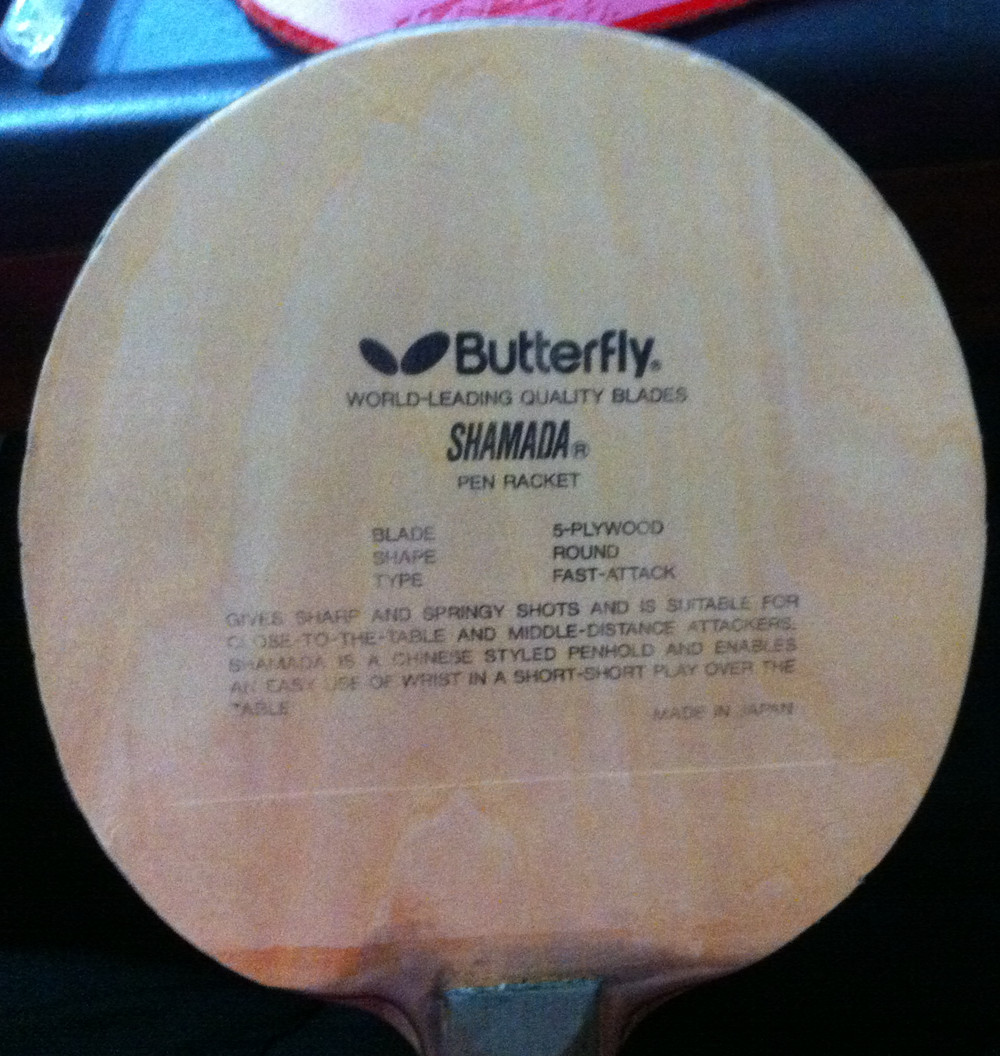 Butterfly®
WORLD-LEADING QUALITY BLADES
SHAMADA®
PEN RACKET
BLADE 5-PLYWOOD
SHAPE ROUND
TYPE FAST-ATTACK
GIVES SHARP AND SPRINGY SHOTS AND IS SUITABLE FOR
CLOSE-TO-THE-TABLE AND MIDDLE-DISTANCE ATTACKERS.
SHAMADA IS A CHINESE STYLED PENHOLD AND ENABLES
AN EASY USE OF WRIST IN A SHORT-SHORT PLAY OVER THE
TABLE MADE IN JAPAN